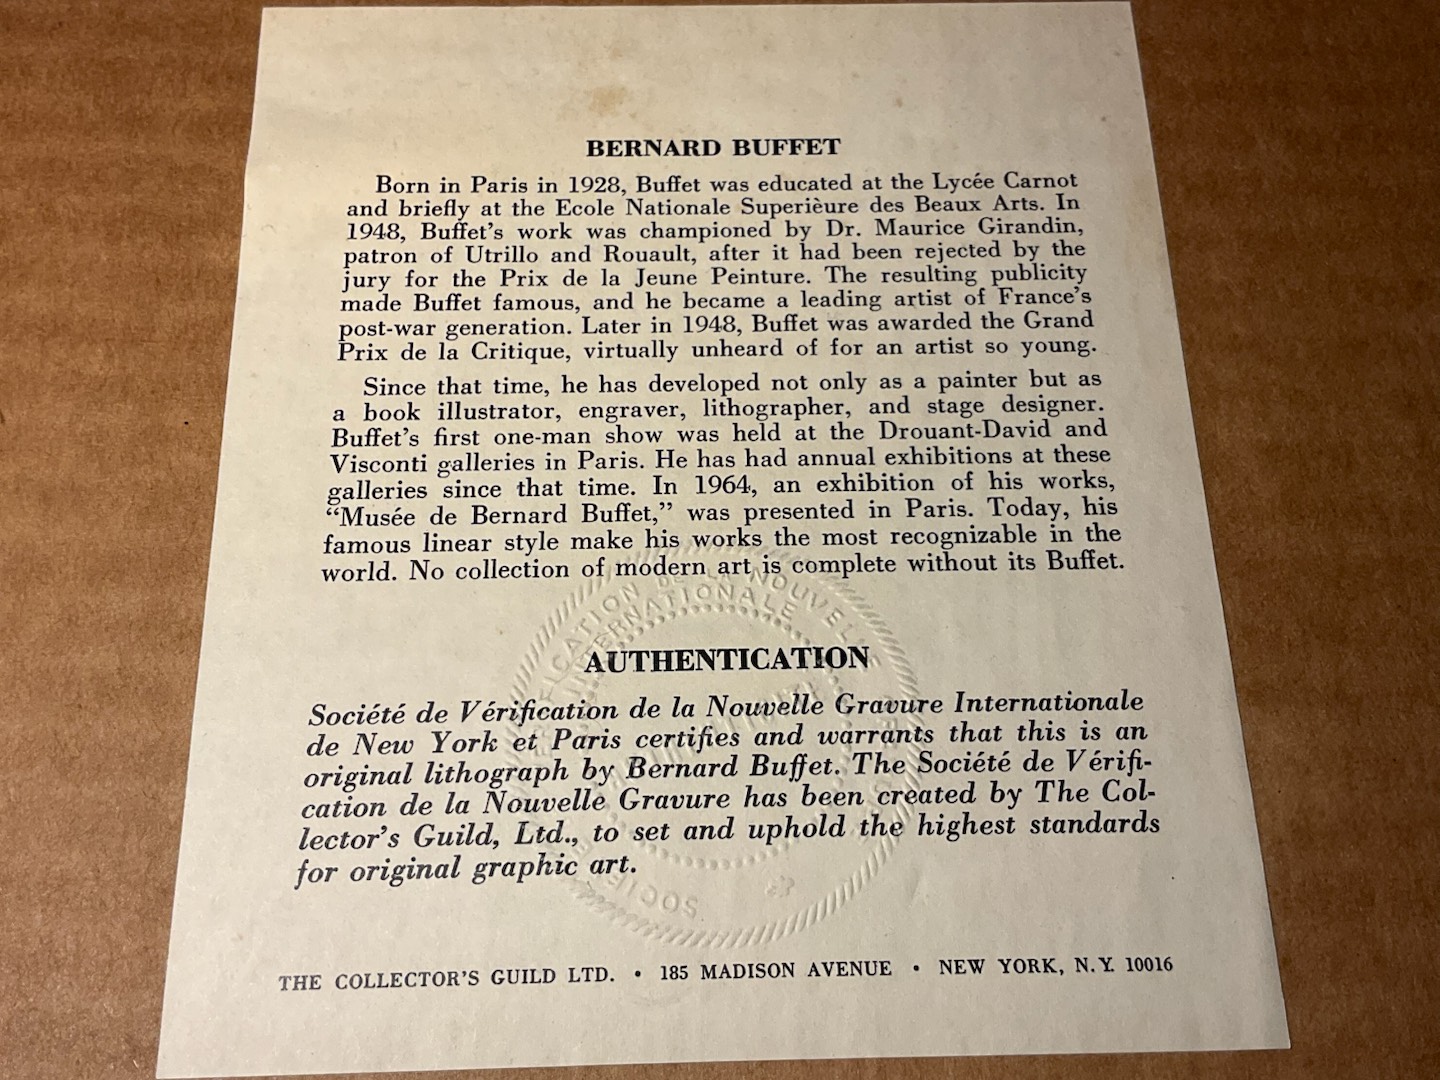 BERNARD BUFFET
Born in Paris in 1928, Buffet was educated at the Lycée Carnot
and briefly at the Ecole Nationale Superièure des Beaux Arts. In
1948, Buffet's work was championed by Dr. Maurice Girandin,
patron of Utrillo and Rouault, after it had been rejected by the
jury for the Prix de la Jeune Peinture. The resulting publicity
made Buffet famous, and he became a leading artist of France's
post-war generation. Later in 1948, Buffet was awarded the Grand
Prix de la Critique, virtually unheard of for an artist so young.
Since that time, he has developed not only as a painter but as
a book illustrator, engraver, lithographer, and stage designer.
Buffet's first one-man show was held at the Drouant-David and
Visconti galleries in Paris. He has had annual exhibitions at these
galleries since that time. In 1964, an exhibition of his works,
“Musée de Bernard Buffet,” was presented in Paris. Today, his
famous linear style make his works the most recognizable in the
world. No collection of modern art is complete without its Buffet.
AUTHENTICATION
Société de Vérification de la Nouvelle Gravure Internationale
de New York et Paris certifies and warrants that this is an
original lithograph by Bernard Buffet. The Société de Vérifi-
cation de la Nouvelle Gravure has been created by The Col-
lector's Guild, Ltd., to set and uphold the highest standards
for original graphic art.
THE COLLECTOR'S GUILD LTD. • 185 MADISON AVENUE • NEW YORK, N.Y. 10016